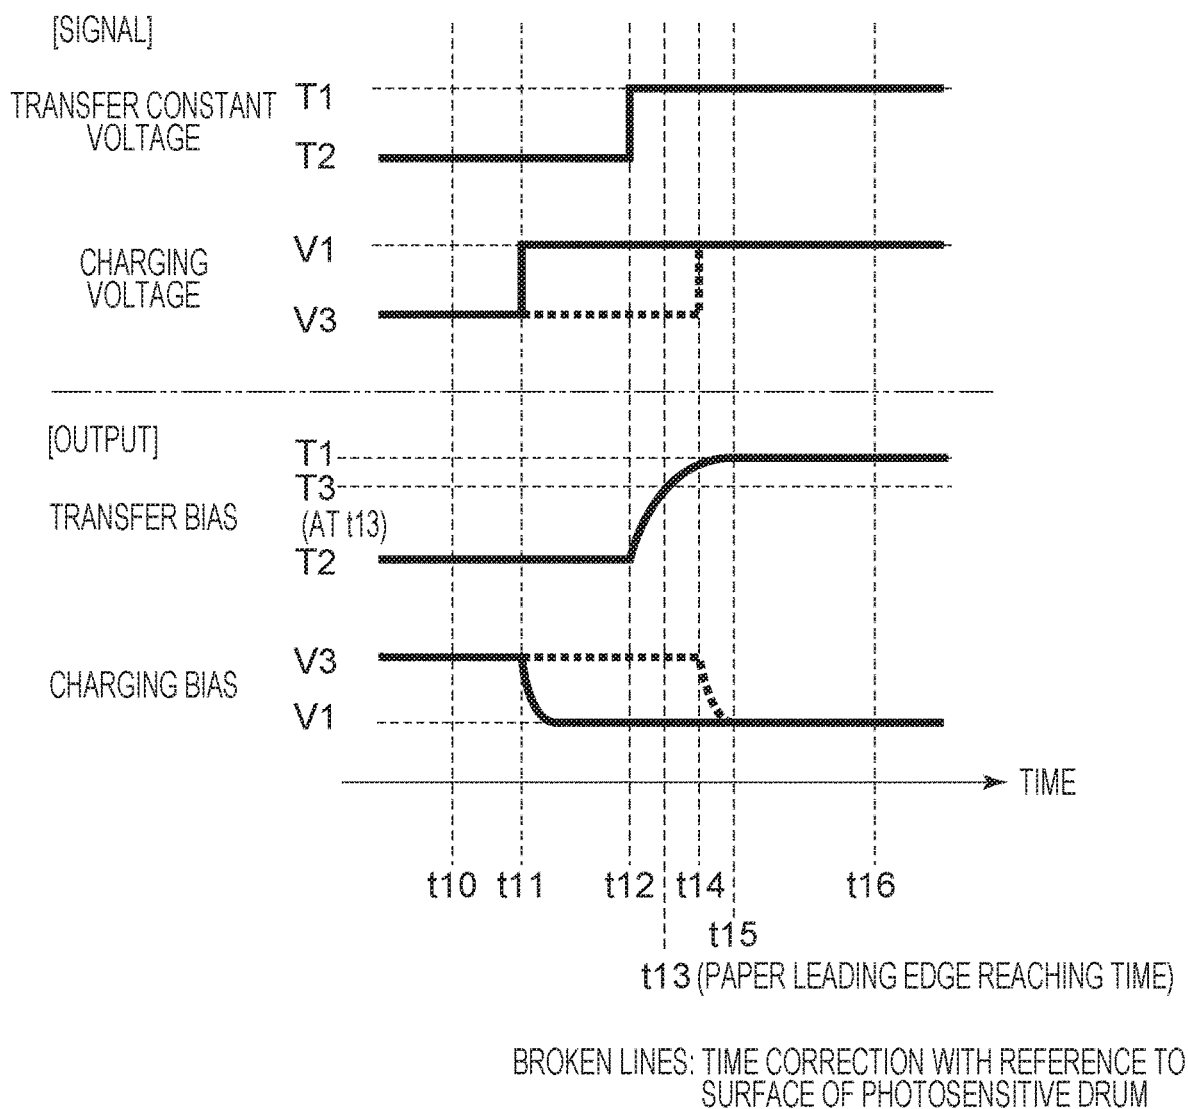 [SIGNAL]
TRANSFER CONSTANT
VOLTAGE
T1
T2
CHARGING
VOLTAGE
V1
V3
[OUTPUT]
TRANSFER BIAS
T1
T3
(AT t13)
T2
CHARGING BIAS
V3
V1
TIME
t10 t11 t12 t14 t16
t15
t13 (PAPER LEADING EDGE REACHING TIME)
BROKEN LINES: TIME CORRECTION WITH REFERENCE TO
SURFACE OF PHOTOSENSITIVE DRUM